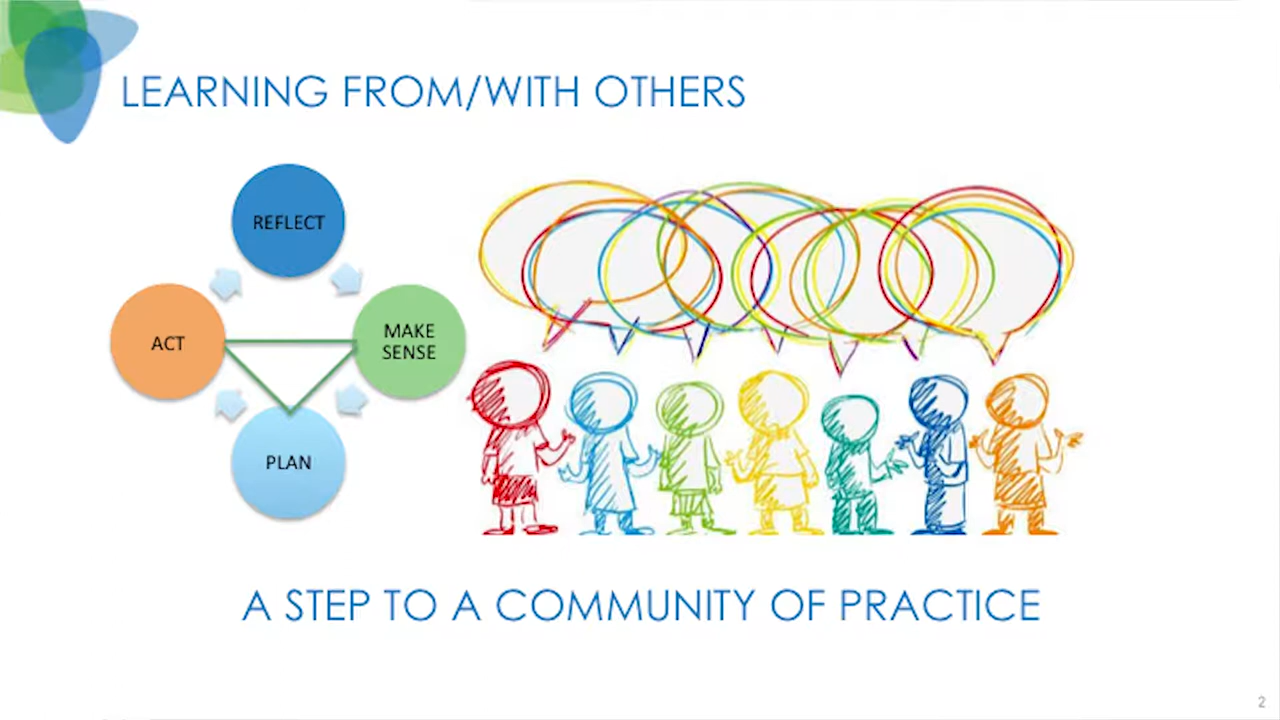 LEARNING FROM/WITH OTHERS
REFLECT
ACT
MAKE
SENSE
PLAN
A STEP TO A COMMUNITY OF PRACTICE
2